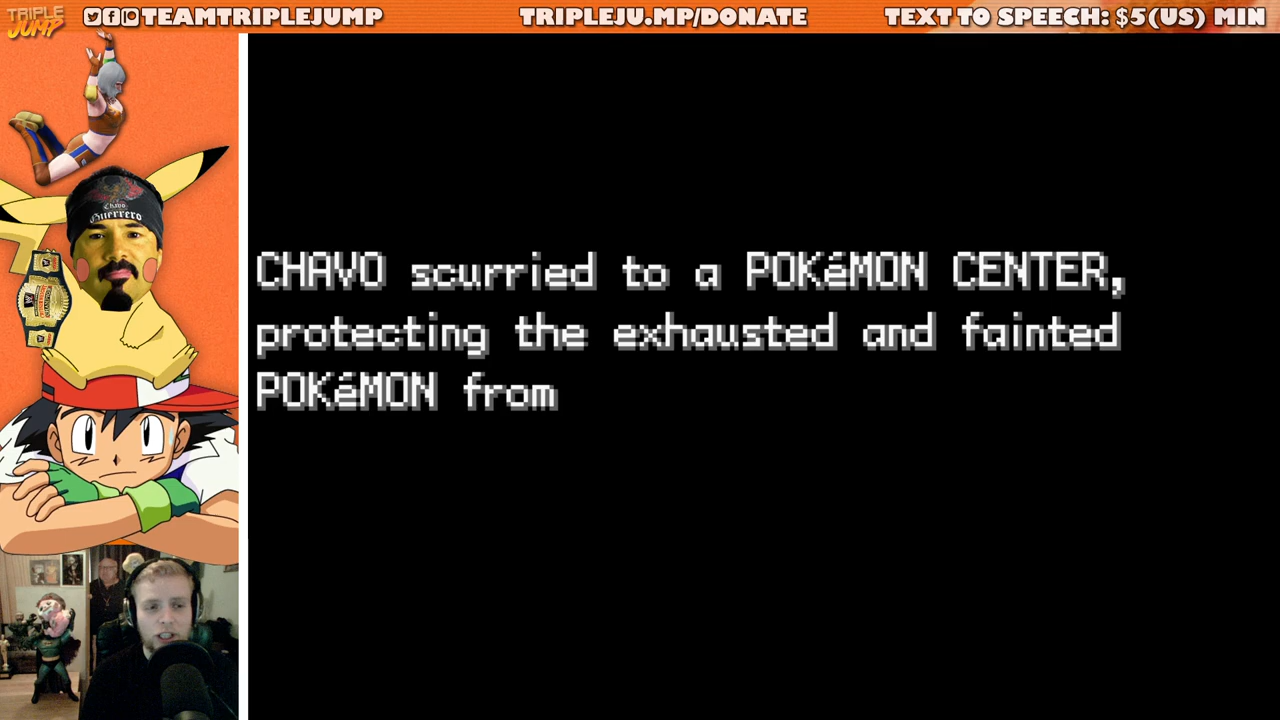 TRIPLE
JUMP
TEAMTRIPLEJUMP
TRIPLEJU.MP/DONATE
TEXT TO SPEECH: $5(US) MIN
Chavo
Guerrero
CHAVO scurried to a POKéMON CENTER,
protecting the exhausted and fainted
POKéMON from